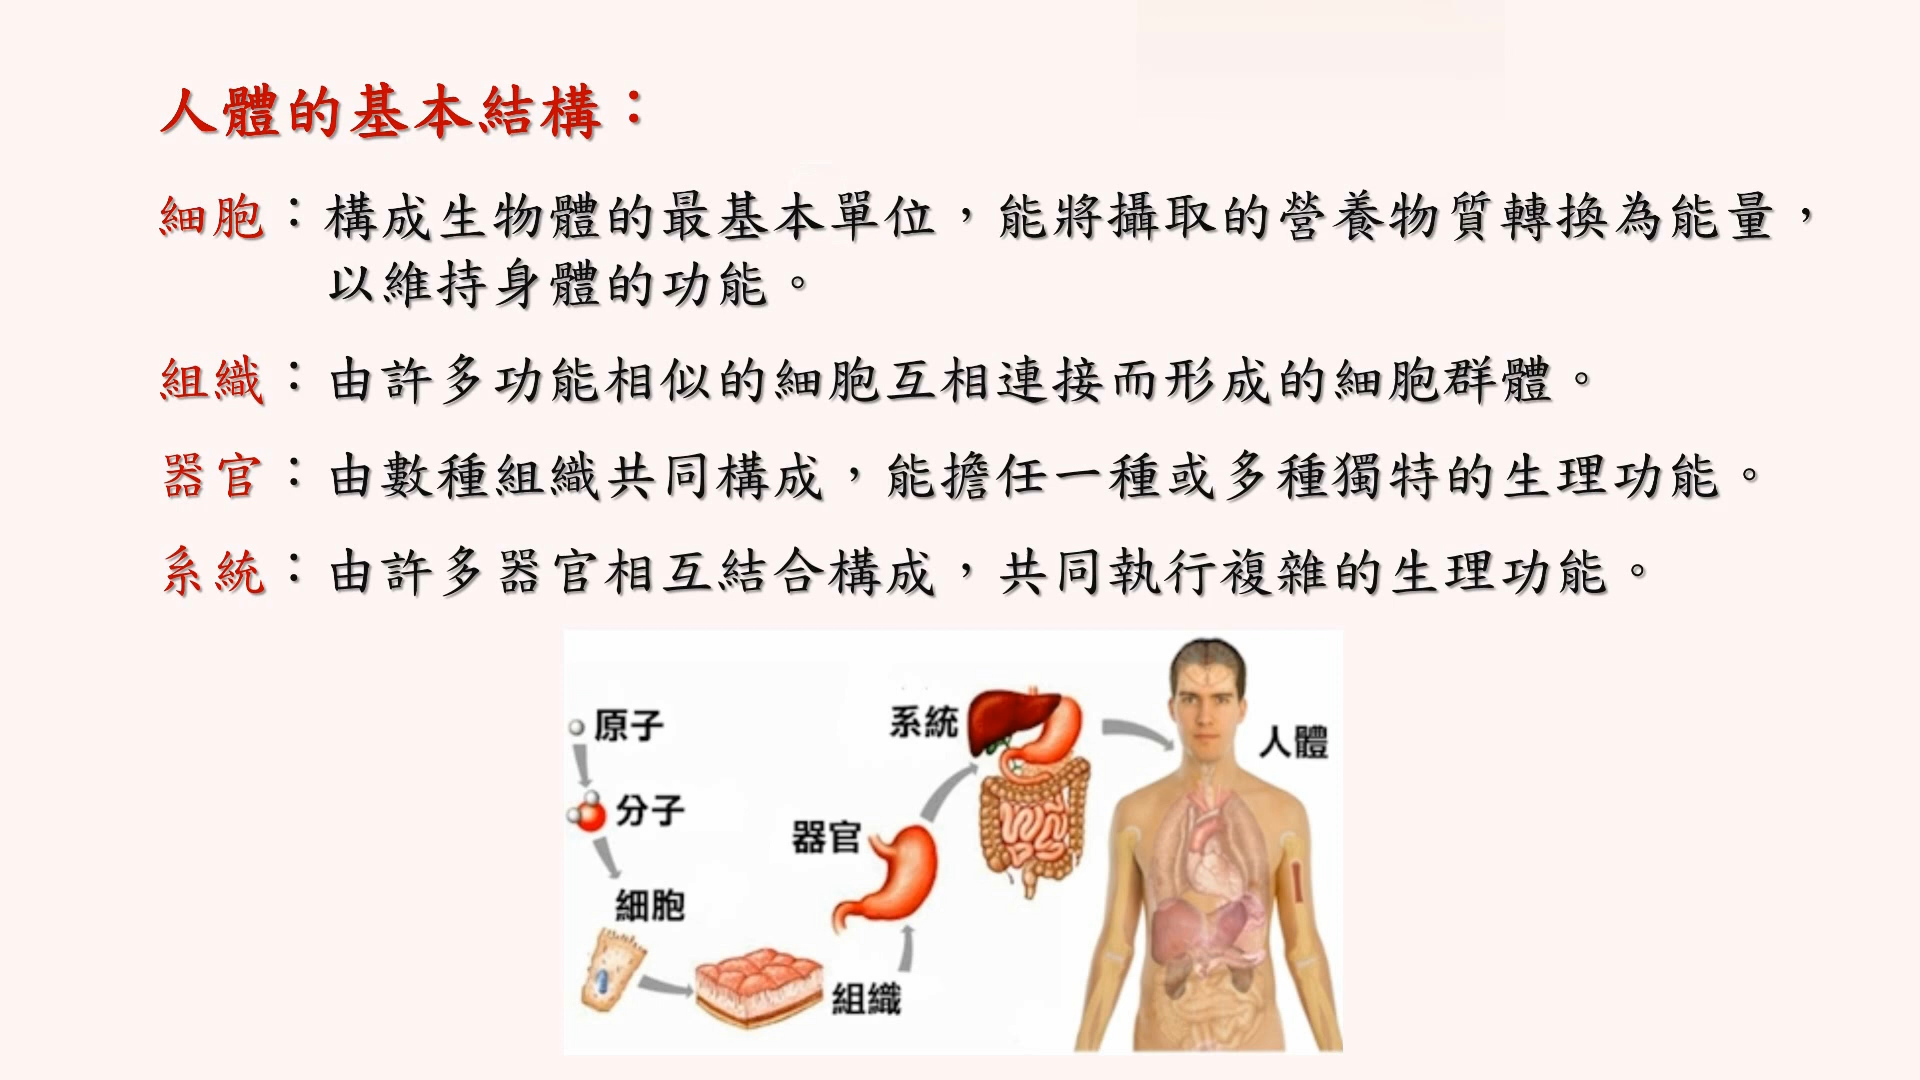 人體的基本結構：
細胞：構成生物體的最基本單位，能將攝取的營養物質轉換為能量，
以維持身體的功能。
組織：由許多功能相似的細胞互相連接而形成的細胞群體。
器官：由數種組織共同構成，能擔任一種或多種獨特的生理功能。
系統：由許多器官相互結合構成，共同執行複雜的生理功能。
原子
分子
細胞
組織
器官
系統
人體